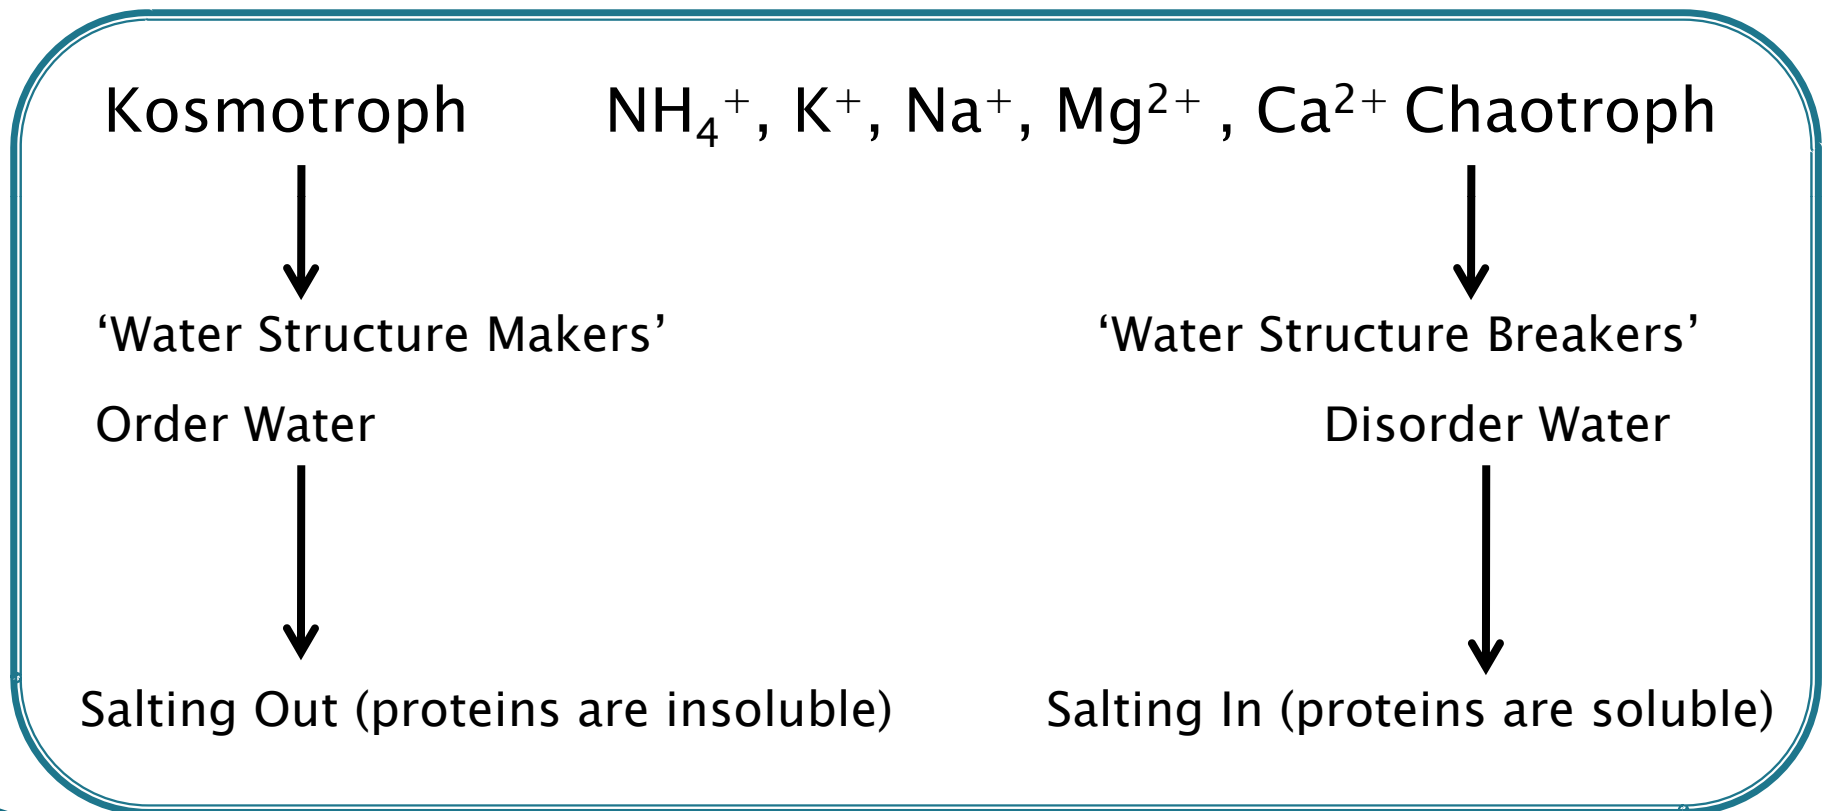 Kosmotroph NH₄⁺, K⁺, Na⁺, Mg²⁺ , Ca²⁺ Chaotroph
‘Water Structure Makers’ ‘Water Structure Breakers’
Order Water Disorder Water
Salting Out (proteins are insoluble) Salting In (proteins are soluble)